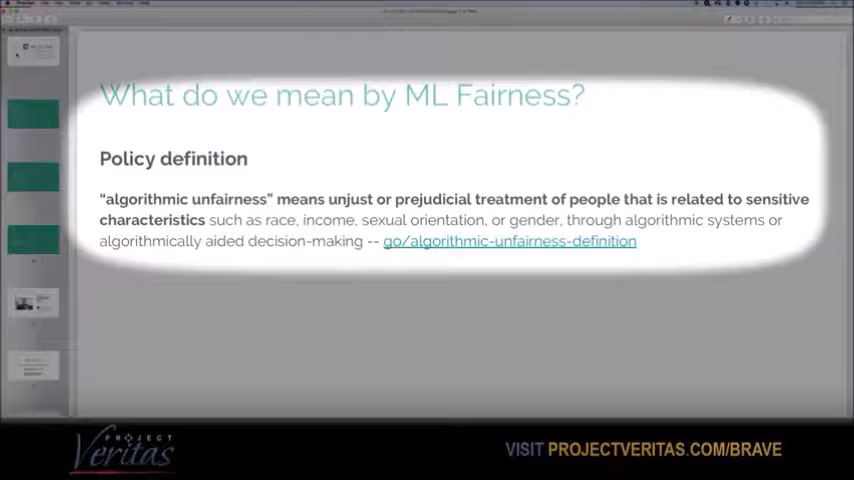 What do we mean by ML Fairness?
Policy definition
“algorithmic unfairness” means unjust or prejudicial treatment of people that is related to sensitive
characteristics such as race, income, sexual orientation, or gender, through algorithmic systems or
algorithmically aided decision-making -- go/algorithmic-unfairness-definition
PROJECT
Veritas
VISIT PROJECTVERITAS.COM/BRAVE